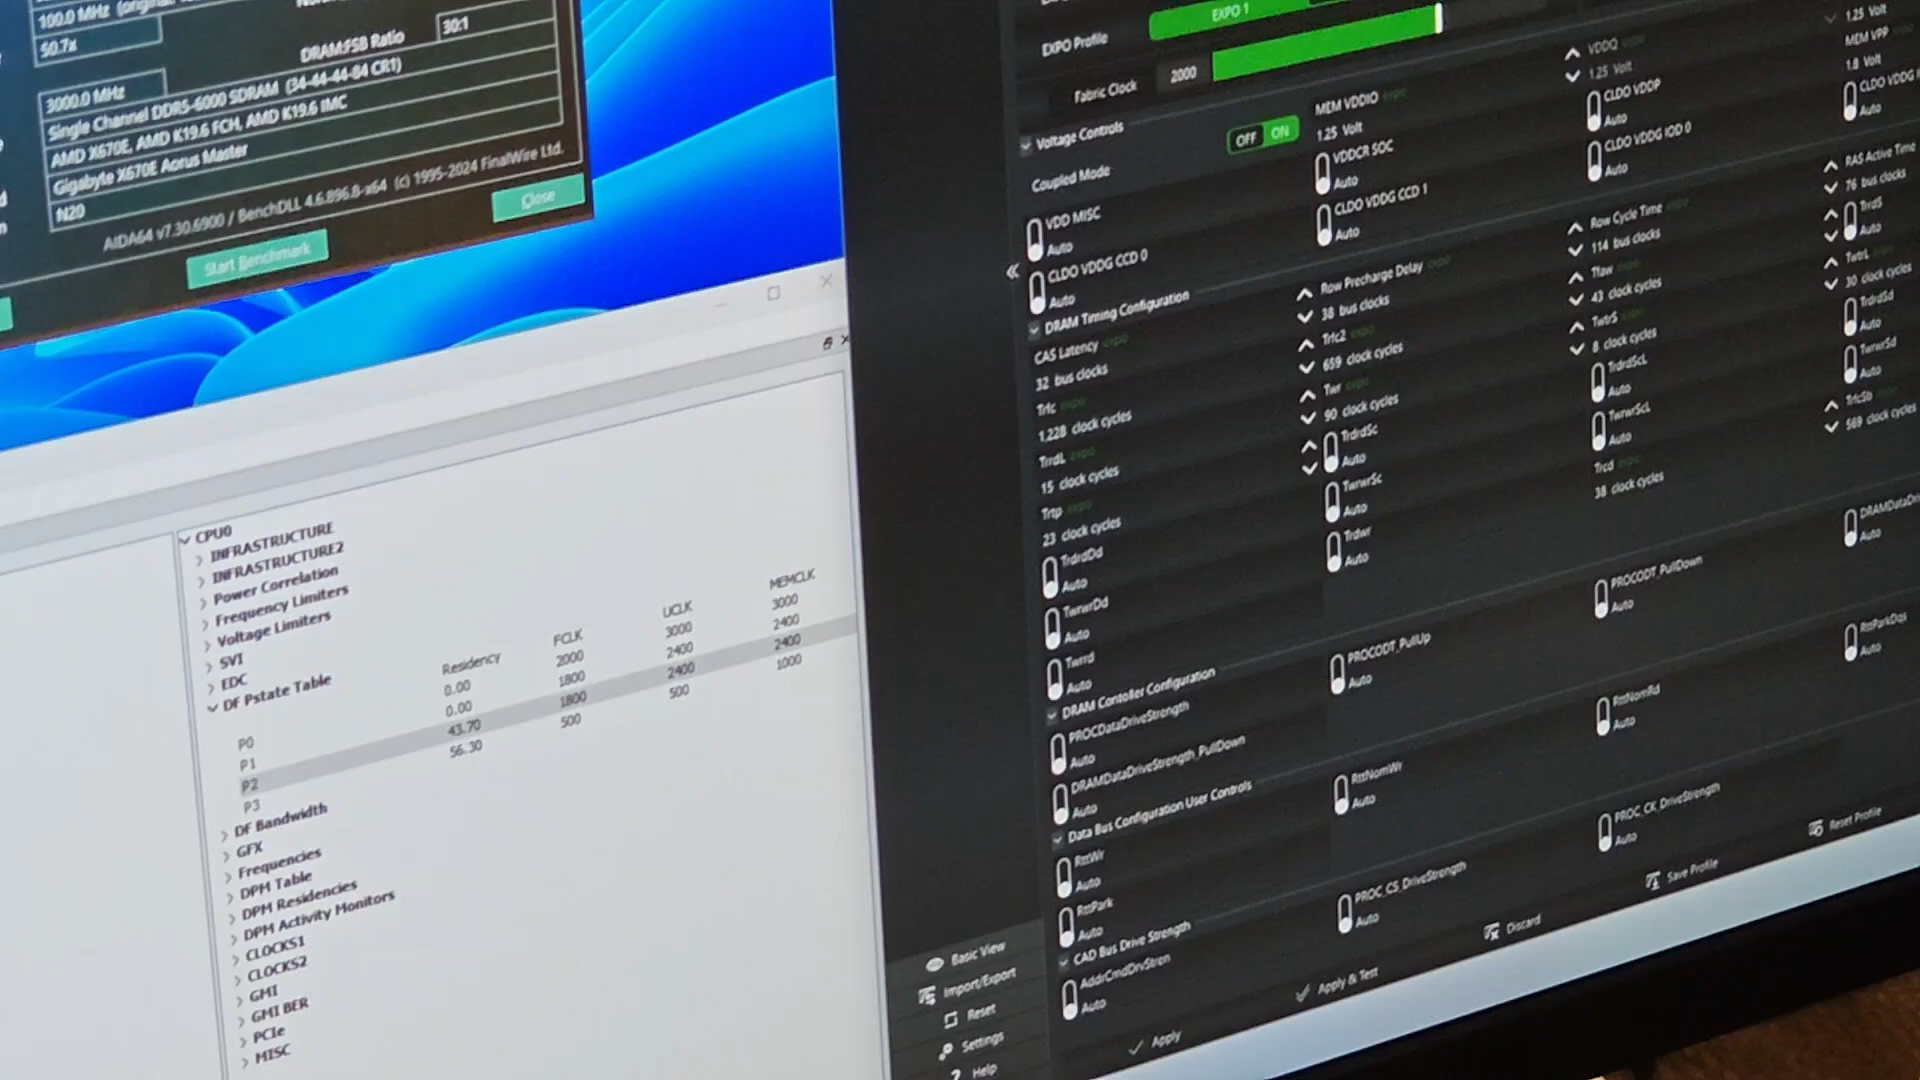 100.0 MHz (original:
50.7x
DRAM:FSB Ratio
30:1
3000.0 MHz
Single Channel DDR5-6000 SDRAM (34-44-44-84 CR1)
AMD X670E, AMD K19.6 FCH, AMD K19.6 IMC
Gigabyte X670E Aorus Master
N20
AIDA64 v7.30.6900 / BenchDLL 4.6.896.8-x64 (c) 1995-2024 FinalWire Ltd.
Start Benchmark
Close
CPU0
INFRASTRUCTURE
INFRASTRUCTURE2
Power Correlation
Frequency Limiters
Voltage Limiters
SVI
EDC
DF Pstate Table
Residency FCLK UCLK MEMCLK
P0 0.00 2000 3000 3000
P1 0.00 1800 2400 2400
P2 43.70 1800 2400 2400
P3 56.30 500 500 1000
DF Bandwidth
GFX
Frequencies
DPM Table
DPM Residencies
DPM Activity Monitors
CLOCKS1
CLOCKS2
GMI
GMI BER
PCIe
MISC
EXPO Profile
EXPO 1
Fabric Clock
2000
Voltage Controls
Coupled Mode
OFF ON
MEM VDDIO expo
1.25 Volt
VDDQ expo
1.25 Volt
1.25 Volt
MEM VPP
1.8 Volt
VDD MISC
Auto
VDDCR SOC
Auto
CLDO VDDP
Auto
CLDO VDDG
Auto
CLDO VDDG CCD 0
Auto
CLDO VDDG CCD 1
Auto
CLDO VDDG IOD 0
Auto
DRAM Timing Configuration
CAS Latency expo
32 bus clocks
Row Precharge Delay expo
38 bus clocks
Row Cycle Time expo
114 bus clocks
RAS Active Time
76 bus clocks
Trfc expo
1,228 clock cycles
Trfc2 expo
659 clock cycles
Tfaw expo
43 clock cycles
TrrdS
Auto
TrrdL expo
15 clock cycles
Twr expo
90 clock cycles
TwtrS expo
8 clock cycles
TwtrL
30 clock cycles
Trtp expo
23 clock cycles
TrdrdSc
Auto
TrdrdScL
Auto
TrdrdSd
Auto
TrdrdDd
Auto
TwrwrSc
Auto
TwrwrScL
Auto
TwrwrSd
Auto
TwrwrDd
Auto
Trdwr
Auto
Trcd expo
38 clock cycles
TrfcSb
569 clock cycles
Twrrd
Auto
DRAM Contoller Configuration
PROCDataDriveStrength
Auto
PROCODT_PullUp
Auto
PROCODT_PullDown
Auto
Auto
DRAMDataDriveStrength_PullDown
Auto
Data Bus Configuration User Controls
RttWr
Auto
RttNomWr
Auto
RttNomRd
Auto
RttParkDqs
Auto
RttPark
Auto
CAD Bus Drive Strength
AddrCmdDrvStren
Auto
PROC_CS_DriveStrength
Auto
PROC_CK_DriveStrength
Auto
Basic View
Import/Export
Reset
Settings
Help
Apply
Apply & Test
Discard
Save Profile
Reset Profile